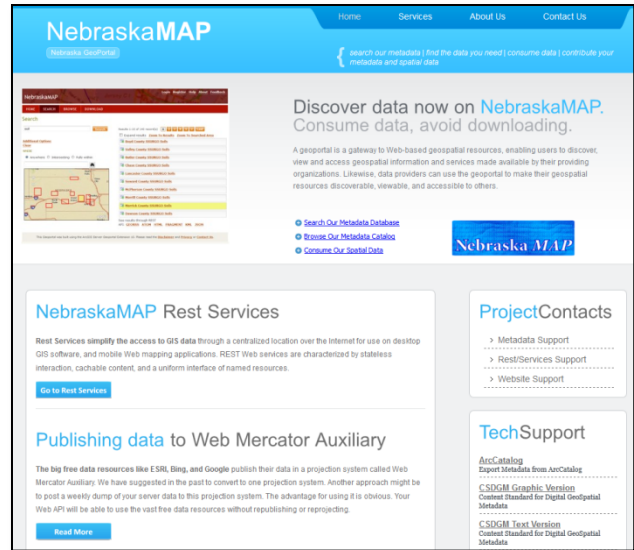 NebraskaMAP
Nebraska GeoPortal
Home Services About Us Contact Us
{ search our metadata | find the data you need | consume data | contribute your
metadata and spatial data
NebraskaMAP
HOME SEARCH BROWSE DOWNLOAD
Search
Discover data now on NebraskaMAP.
Consume data, avoid downloading.
A geoportal is a gateway to Web-based geospatial resources, enabling users to discover,
view and access geospatial information and services made available by their providing
organizations. Likewise, data providers can use the geoportal to make their geospatial
resources discoverable, viewable, and accessible to others.
Search Our Metadata Database
Browse Our Metadata Catalog
Consume Our Spatial Data
Nebraska MAP
NebraskaMAP Rest Services
Rest Services simplify the access to GIS data through a centralized location over the Internet for use on desktop
GIS software, and mobile Web mapping applications. REST Web services are characterized by stateless
interaction, cachable content, and a uniform interface of named resources.
Go to Rest Services
Publishing data to Web Mercator Auxiliary
The big free data resources like ESRI, Bing, and Google publish their data in a projection system called Web
Mercator Auxiliary. We have suggested in the past to convert to one projection system. Another approach might be
to post a weekly dump of your server data to this projection system. The advantage for using it is obvious. Your
Web API will be able to use the vast free data resources without republishing or reprojecting.
Read More
ProjectContacts
> Metadata Support
> Rest/Services Support
> Website Support
TechSupport
ArcCatalog
Export Metadata from ArcCatalog
CSDGM Graphic Version
Content Standard for Digital GeoSpatial
Metadata
CSDGM Text Version
Content Standard for Digital GeoSpatial
Metadata